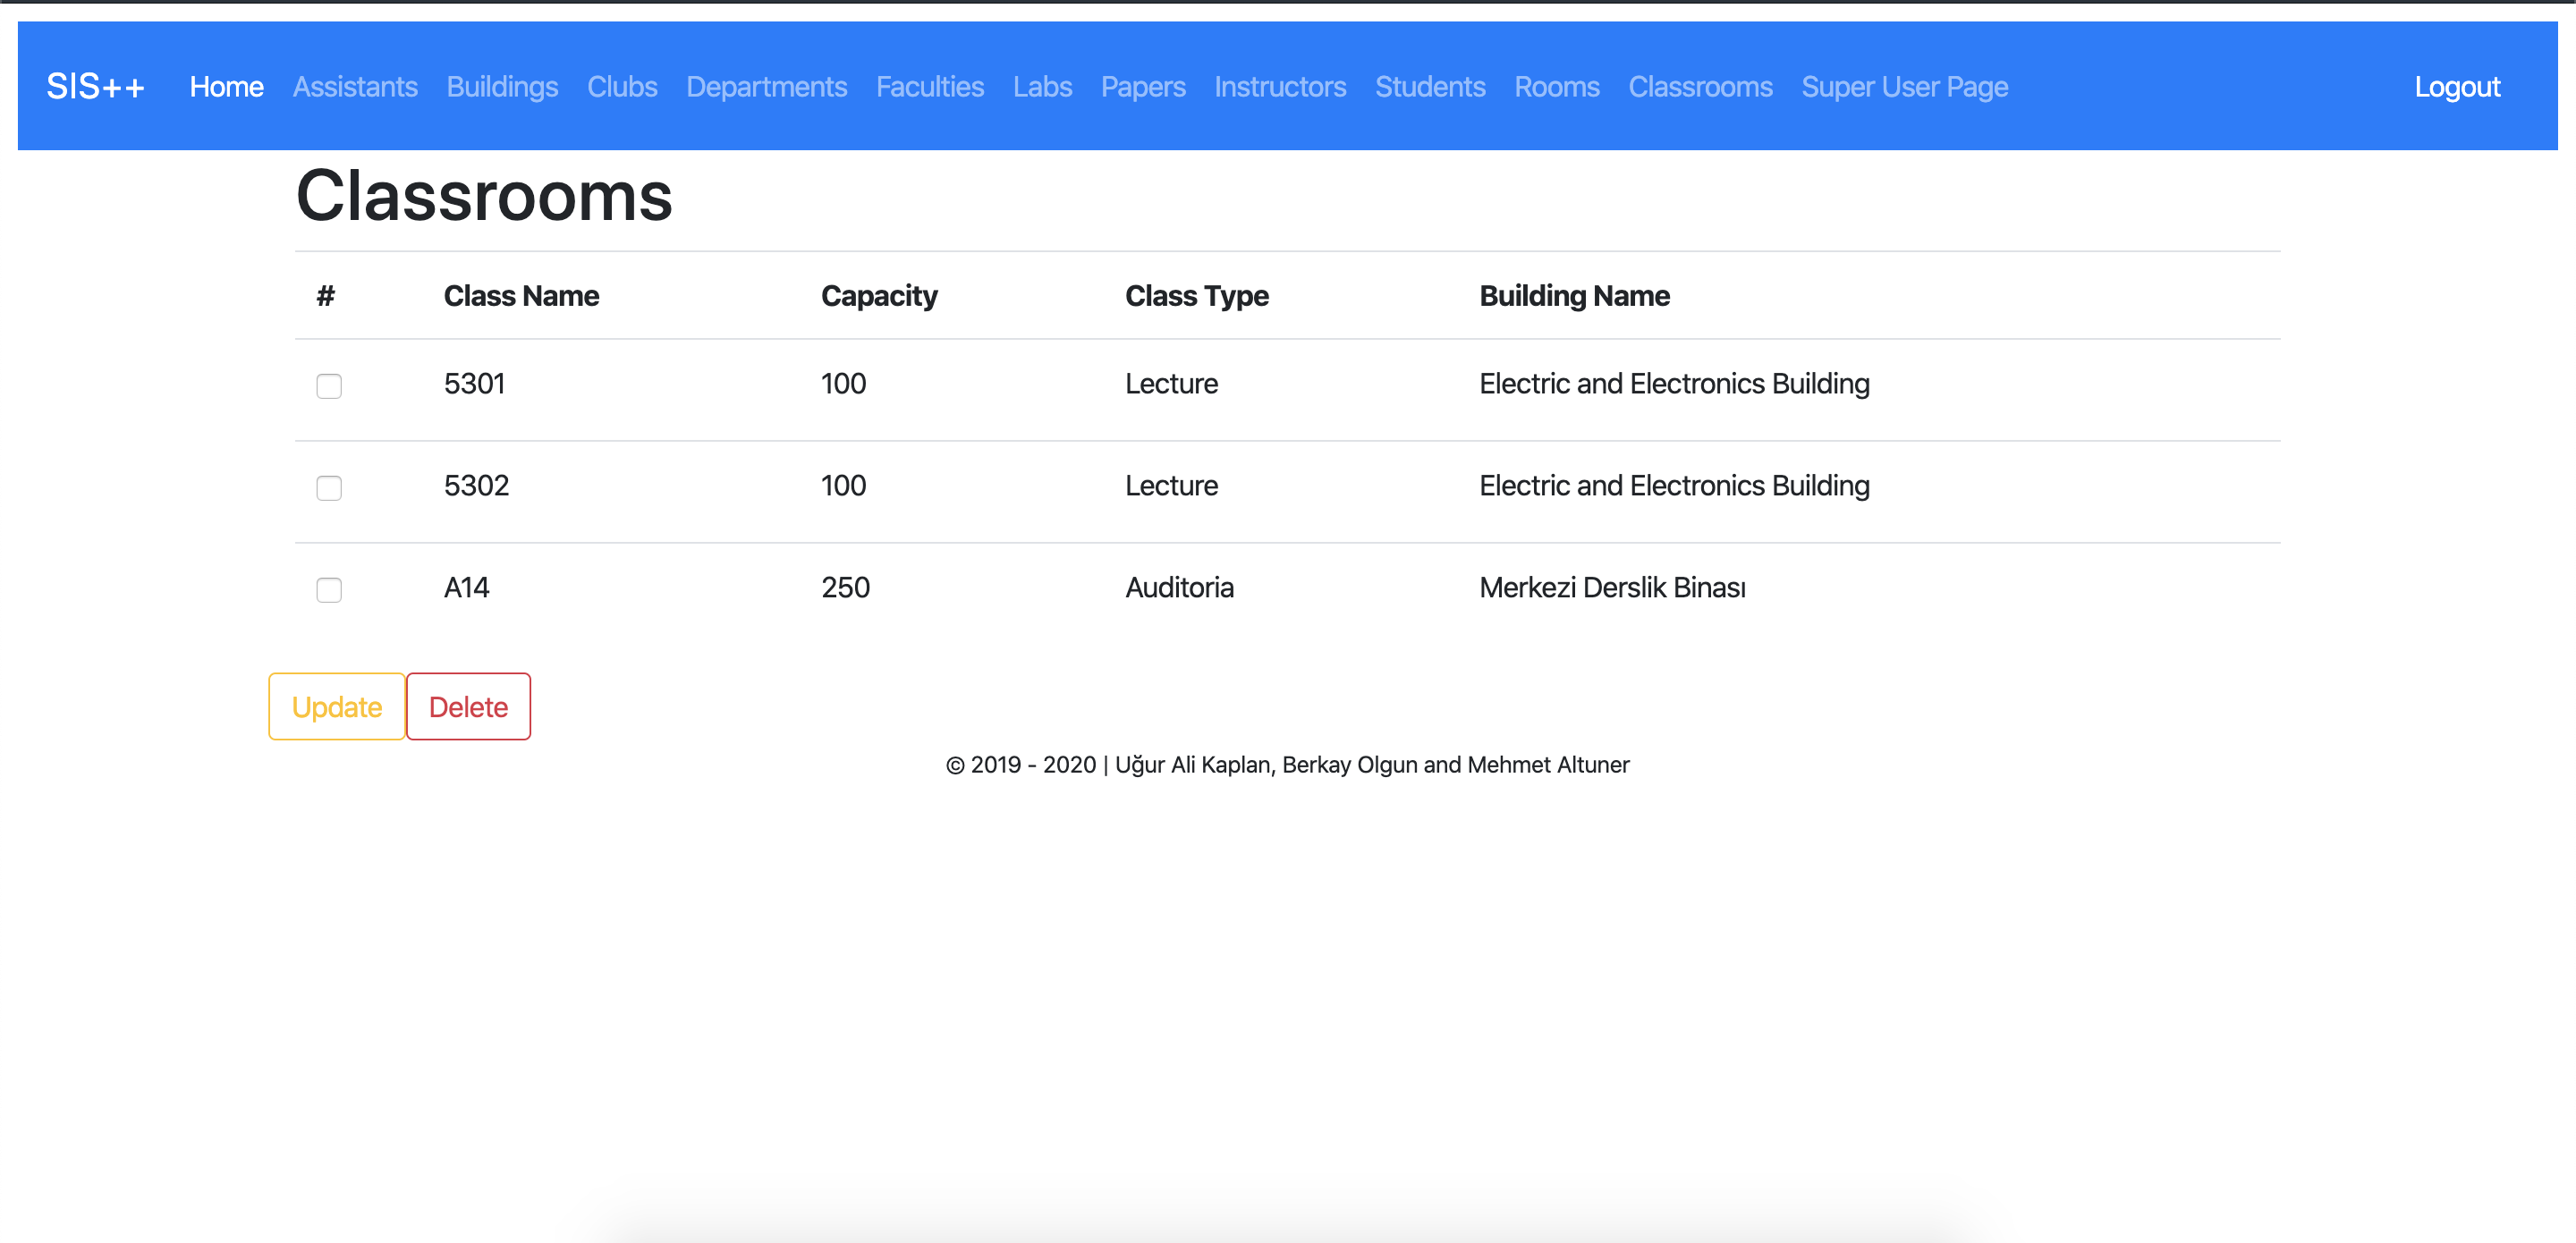 SIS++ Home Assistants Buildings Clubs Departments Faculties Labs Papers Instructors Students Rooms Classrooms Super User Page Logout
Classrooms
# Class Name Capacity Class Type Building Name
5301 100 Lecture Electric and Electronics Building
5302 100 Lecture Electric and Electronics Building
A14 250 Auditoria Merkezi Derslik Binası
Update Delete
© 2019 - 2020 | Uğur Ali Kaplan, Berkay Olgun and Mehmet Altuner